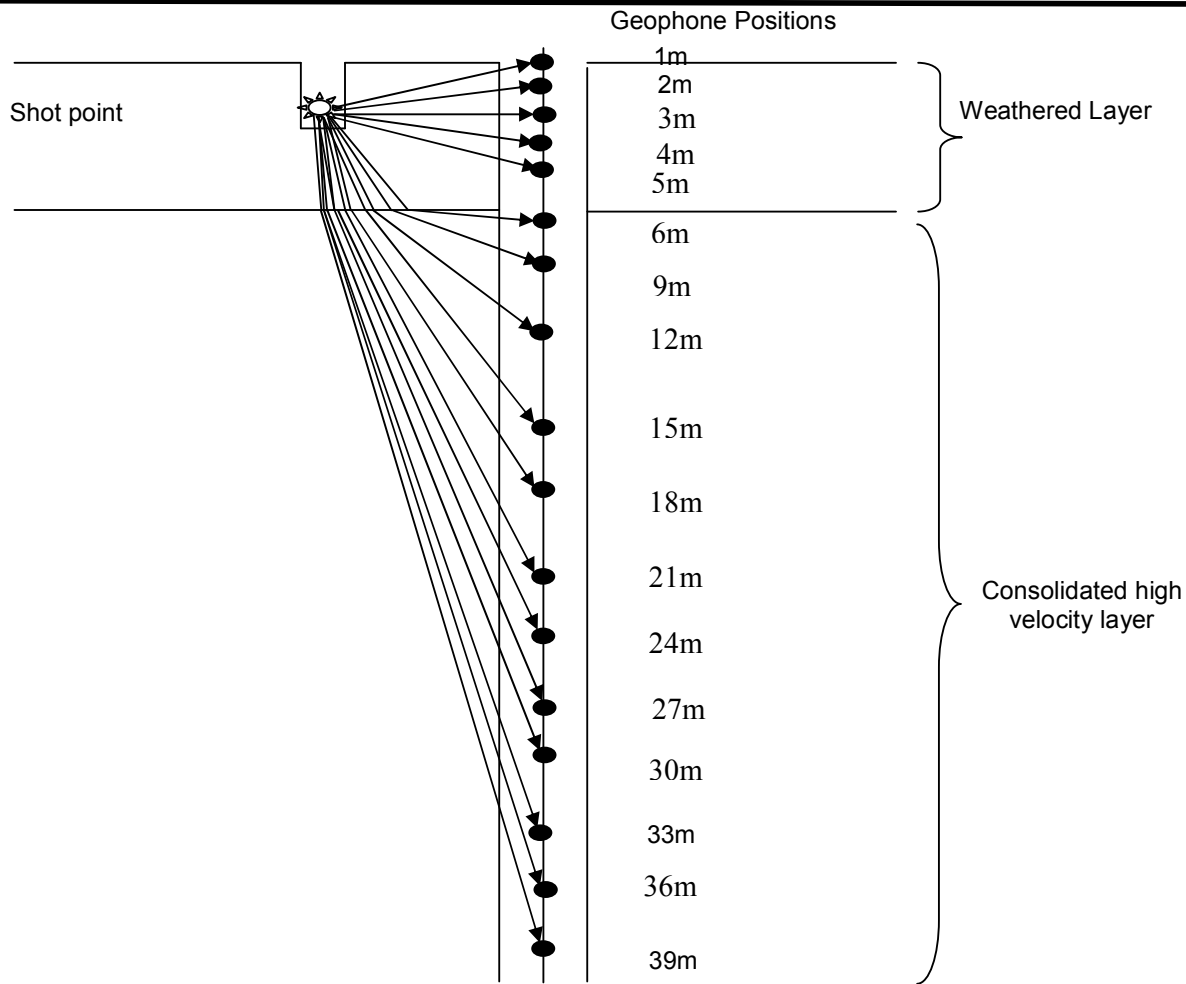 Geophone Positions
1m
2m
Shot point
3m
Weathered Layer
4m
5m
6m
9m
12m
15m
18m
21m
Consolidated high
velocity layer
24m
27m
30m
33m
36m
39m